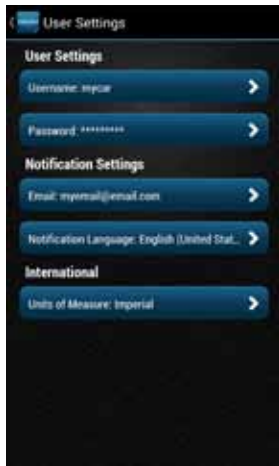 User Settings
User Settings
Username: mycar
Password: *********
Notification Settings
Email: myemail@email.com
Notification Language: English (United Stat...
International
Units of Measure: Imperial